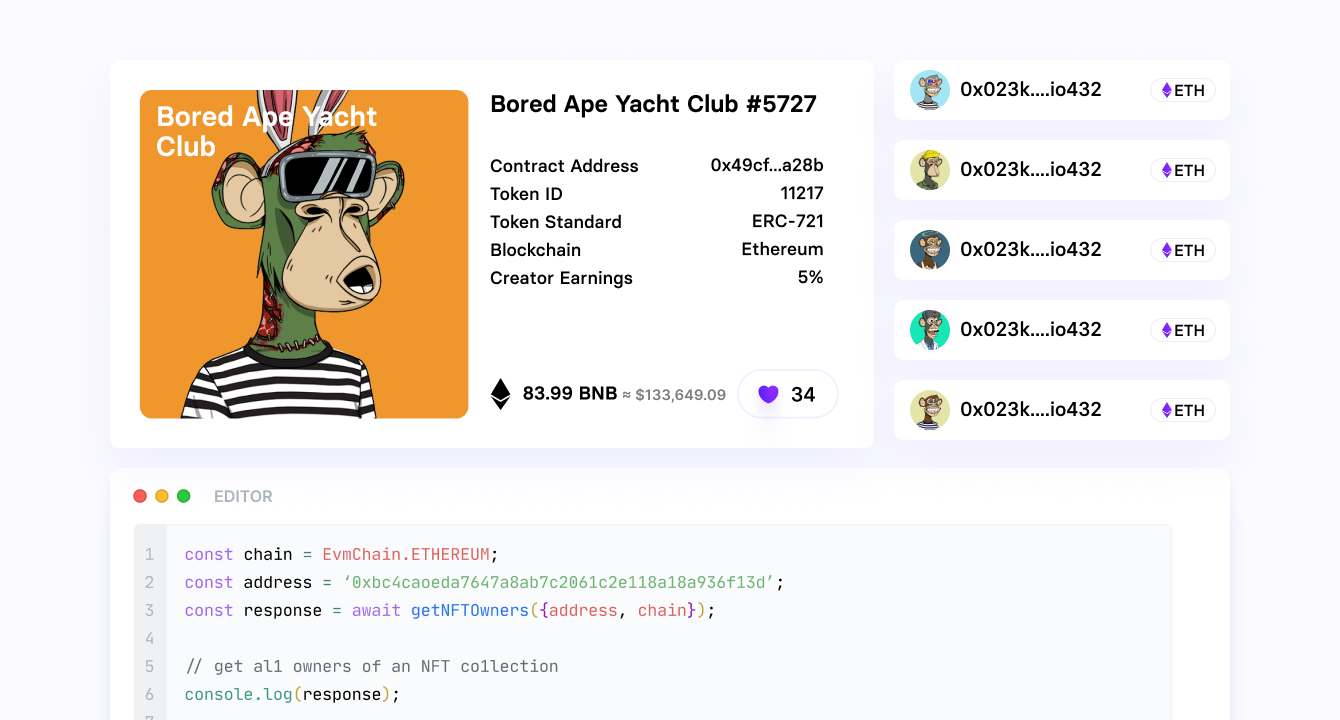 Bored Ape Yacht
Club
Bored Ape Yacht Club #5727
Contract Address 0x49cf...a28b
Token ID 11217
Token Standard ERC-721
Blockchain Ethereum
Creator Earnings 5%
83.99 BNB ≈ $133,649.09 34
0x023k....io432 ETH
0x023k....io432 ETH
0x023k....io432 ETH
0x023k....io432 ETH
0x023k....io432 ETH
EDITOR
1 const chain = EvmChain.ETHEREUM;
2 const address = ‘0xbc4caoeda7647a8ab7c2061c2e118a18a936f13d’;
3 const response = await getNFTOwners({address, chain});
4
5 // get al1 owners of an NFT co1lection
6 console.log(response);